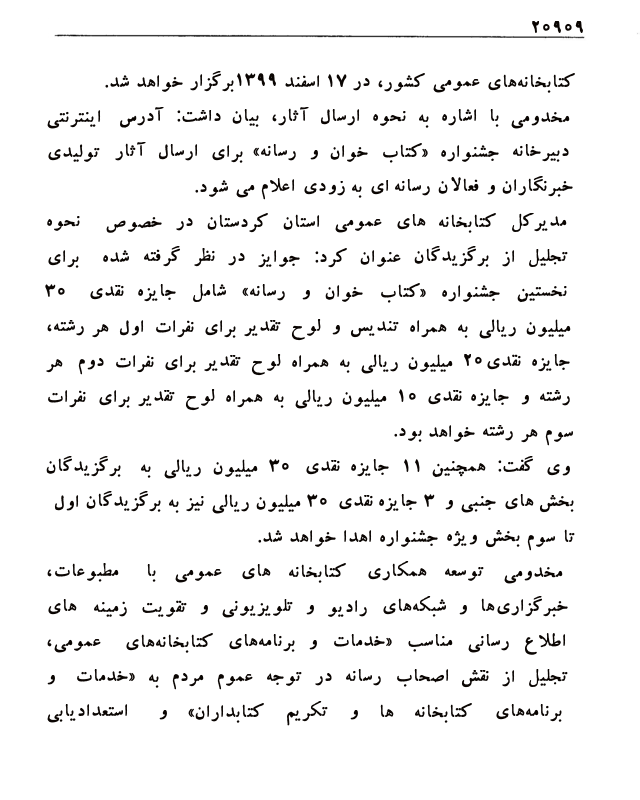 ۲۰۹۰۹
کتابخانه‌های عمومی کشور، در ۱۷ اسفند ۱۳۹۹برگزار خواهد شد.
مخدومی با اشاره به نحوه ارسال آثار، بیان داشت: آدرس اینترنتی
دبیرخانه جشنواره «کتاب خوان و رسانه» برای ارسال آثار تولیدی
خبرنگاران و فعالان رسانه ای به زودی اعلام می شود.
مدیرکل کتابخانه های عمومی استان کردستان در خصوص نحوه
تجلیل از برگزیدگان عنوان کرد: جوایز در نظر گرفته شده برای
نخستین جشنواره «کتاب خوان و رسانه» شامل جایزه نقدی ۳۰
میلیون ریالی به همراه تندیس و لوح تقدیر برای نفرات اول هر رشته،
جایزه نقدی۲۰ میلیون ریالی به همراه لوح تقدیر برای نفرات دوم هر
رشته و جایزه نقدی ۱۰ میلیون ریالی به همراه لوح تقدیر برای نفرات
سوم هر رشته خواهد بود.
وی گفت: همچنین ۱۱ جایزه نقدی ۳۰ میلیون ریالی به برگزیدگان
بخش های جنبی و ۳ جایزه نقدی ۳۰ میلیون ریالی نیز به برگزیدگان اول
تا سوم بخش ویژه جشنواره اهدا خواهد شد.
مخدومی توسعه همکاری کتابخانه های عمومی با مطبوعات،
خبرگزاری‌ها و شبکه‌های رادیو و تلویزیونی و تقویت زمینه های
اطلاع رسانی مناسب «خدمات و برنامه‌های کتابخانه‌های عمومی،
تجلیل از نقش اصحاب رسانه در توجه عموم مردم به «خدمات و
برنامه‌های کتابخانه ها و تکریم کتابداران» و استعدادیابی